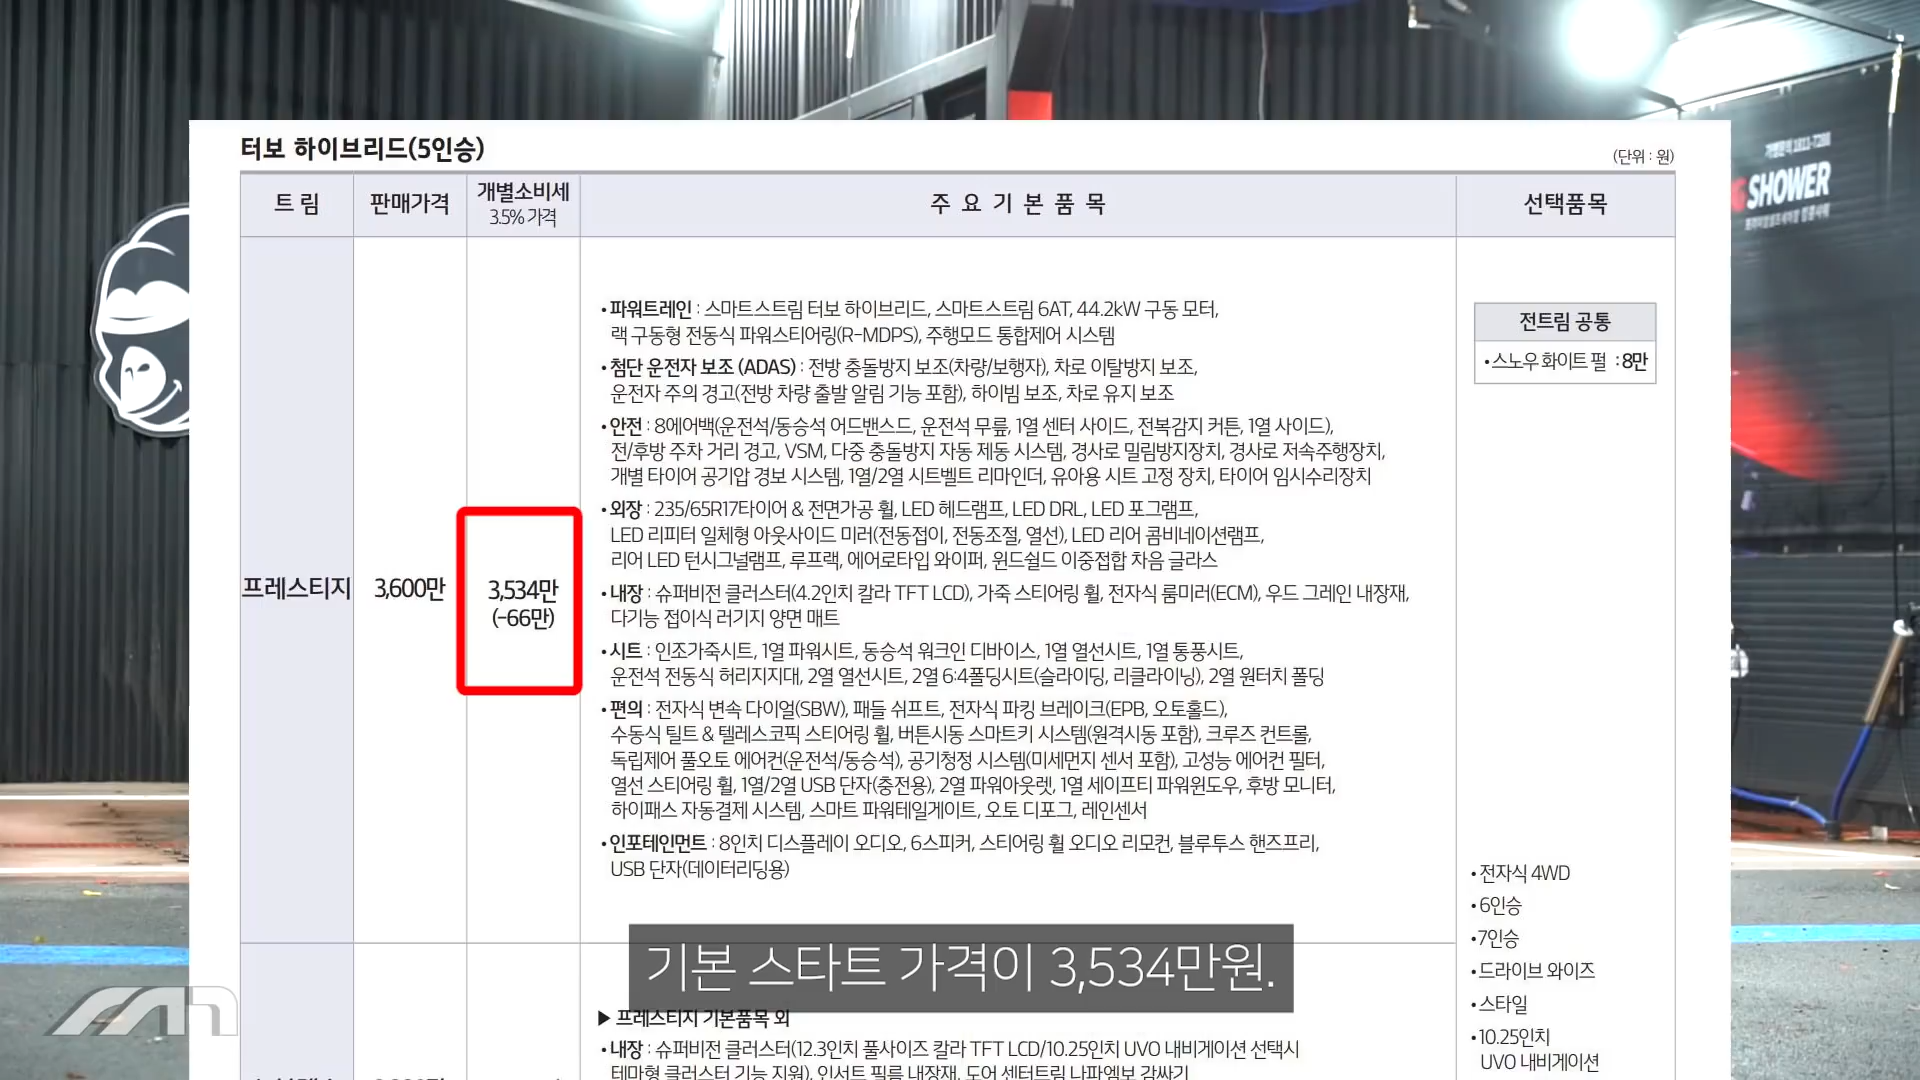 터보 하이브리드(5인승)
(단위 : 원)
트 림
판매가격
개별소비세
3.5% 가격
주 요 기 본 품 목
선택품목
프레스티지
3,600만
3,534만
(-66만)
•파워트레인 : 스마트스트림 터보 하이브리드, 스마트스트림 6AT, 44.2kW 구동 모터,
랙 구동형 전동식 파워스티어링(R-MDPS), 주행모드 통합제어 시스템
•첨단 운전자 보조 (ADAS) : 전방 충돌방지 보조(차량/보행자), 차로 이탈방지 보조,
운전자 주의 경고(전방 차량 출발 알림 기능 포함), 하이빔 보조, 차로 유지 보조
•안전 : 8에어백(운전석/동승석 어드밴스드, 운전석 무릎, 1열 센터 사이드, 전복감지 커튼, 1열 사이드),
전/후방 주차 거리 경고, VSM, 다중 충돌방지 자동 제동 시스템, 경사로 밀림방지장치, 경사로 저속주행장치,
개별 타이어 공기압 경보 시스템, 1열/2열 시트벨트 리마인더, 유아용 시트 고정 장치, 타이어 임시수리장치
•외장 : 235/65R17타이어 & 전면가공 휠, LED 헤드램프, LED DRL, LED 포그램프,
LED 리피터 일체형 아웃사이드 미러(전동접이, 전동조절, 열선), LED 리어 콤비네이션램프,
리어 LED 턴시그널램프, 루프랙, 에어로타입 와이퍼, 윈드쉴드 이중접합 차음 글라스
•내장 : 슈퍼비전 클러스터(4.2인치 칼라 TFT LCD), 가죽 스티어링 휠, 전자식 룸미러(ECM), 우드 그레인 내장재,
다기능 접이식 러기지 양면 매트
•시트 : 인조가죽시트, 1열 파워시트, 동승석 워크인 디바이스, 1열 열선시트, 1열 통풍시트,
운전석 전동식 허리지지대, 2열 열선시트, 2열 6:4폴딩시트(슬라이딩, 리클라이닝), 2열 원터치 폴딩
•편의 : 전자식 변속 다이얼(SBW), 패들 쉬프트, 전자식 파킹 브레이크(EPB, 오토홀드),
수동식 틸트 & 텔레스코픽 스티어링 휠, 버튼시동 스마트키 시스템(원격시동 포함), 크루즈 컨트롤,
독립제어 풀오토 에어컨(운전석/동승석), 공기청정 시스템(미세먼지 센서 포함), 고성능 에어컨 필터,
열선 스티어링 휠, 1열/2열 USB 단자(충전용), 2열 파워아웃렛, 1열 세이프티 파워윈도우, 후방 모니터,
하이패스 자동결제 시스템, 스마트 파워테일게이트, 오토 디포그, 레인센서
•인포테인먼트 : 8인치 디스플레이 오디오, 6스피커, 스티어링 휠 오디오 리모컨, 블루투스 핸즈프리,
USB 단자(데이터리딩용)
전트림 공통
•스노우 화이트 펄 : 8만
•전자식 4WD
•6인승
•7인승
•드라이브 와이즈
•스타일
•10.25인치
UVO 내비게이션
기본 스타트 가격이 3,534만원.
▶ 프레스티지 기본품목 외
•내장 : 슈퍼비전 클러스터(12.3인치 풀사이즈 칼라 TFT LCD/10.25인치 UVO 내비게이션 선택시
테마형 클러스터 기능 지원), 인서트 필름 내장재, 도어 센터트림 나파엠보 감싸기
SHOWER